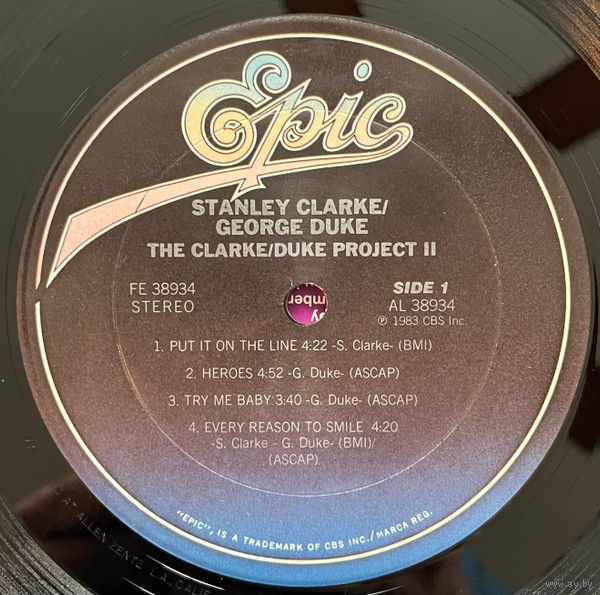 Epic
STANLEY CLARKE/
GEORGE DUKE
THE CLARKE/DUKE PROJECT II
FE 38934
STEREO
SIDE 1
AL 38934
℗ 1983 CBS Inc.
1. PUT IT ON THE LINE 4:22 -S. Clarke- (BMI)
2. HEROES 4:52 -G. Duke- (ASCAP)
3. TRY ME BABY 3:40 -G. Duke- (ASCAP)
4. EVERY REASON TO SMILE 4:20
-S. Clarke - G. Duke- (BMI)/
(ASCAP)
"EPIC", IS A TRADEMARK OF CBS INC./MARCA REG.
ALLEN ZENTZ L.A., CALIF
www.ay.by